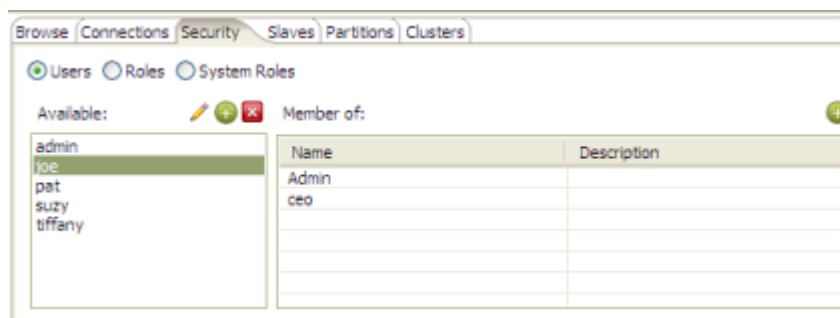 Browse Connections Security Slaves Partitions Clusters
Users Roles System Roles
Available: Member of:
admin
joe
pat
suzy
tiffany
Name Description
Admin
ceo